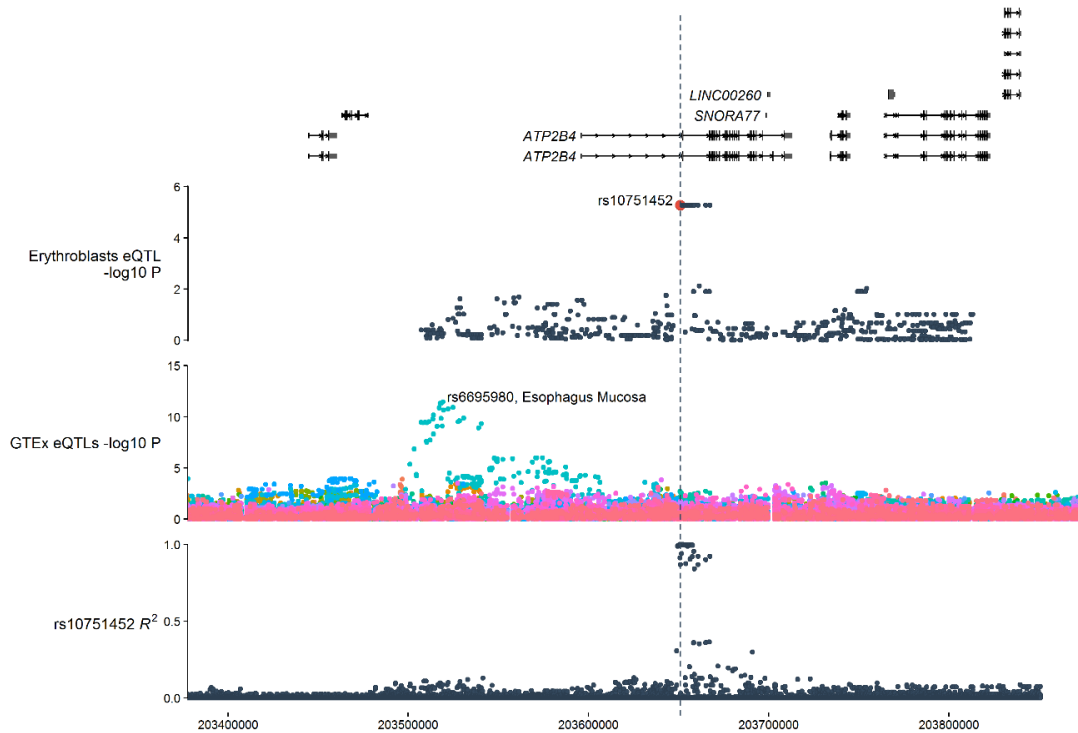 LINC00260
SNORA77
ATP2B4
ATP2B4
6
rs10751452
4
Erythroblasts eQTL
-log10 P
2
0
15
rs6695980, Esophagus Mucosa
10
GTEx eQTLs -log10 P
5
0
1.0
0.5
rs10751452 R²
0.0
203400000 203500000 203600000 203700000 203800000